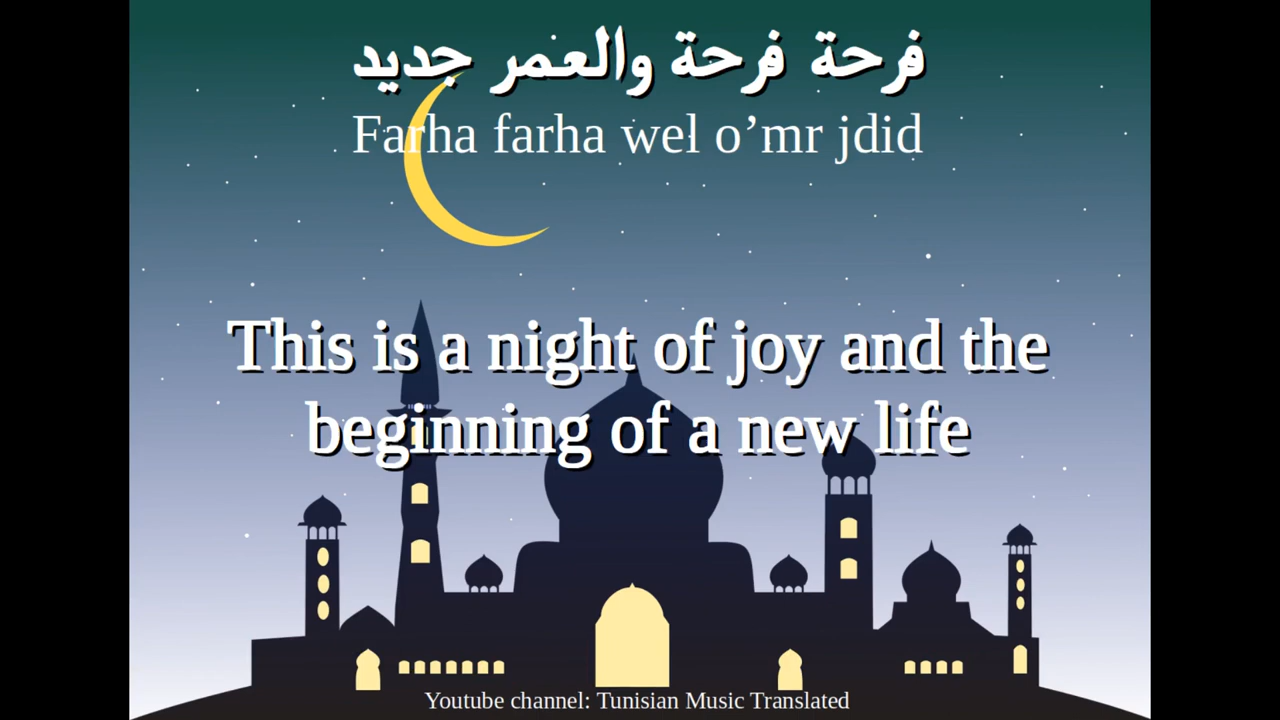 فرحة فرحة والعمر جديد
Farha farha wel o’mr jdid
This is a night of joy and the
beginning of a new life
Youtube channel: Tunisian Music Translated